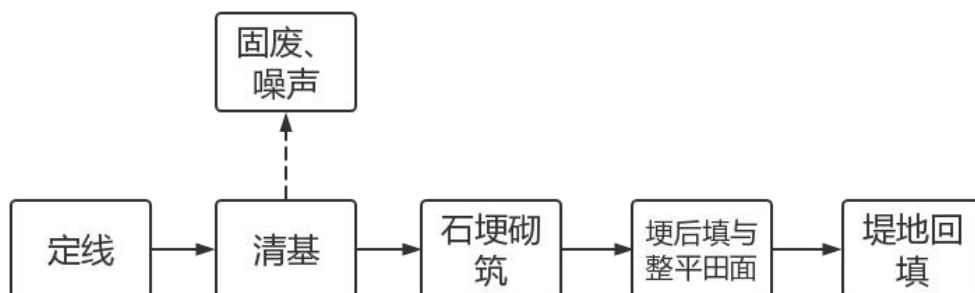 固废、
噪声
定线
清基
石埂砌
筑
埂后填与
整平田面
堤地回
填